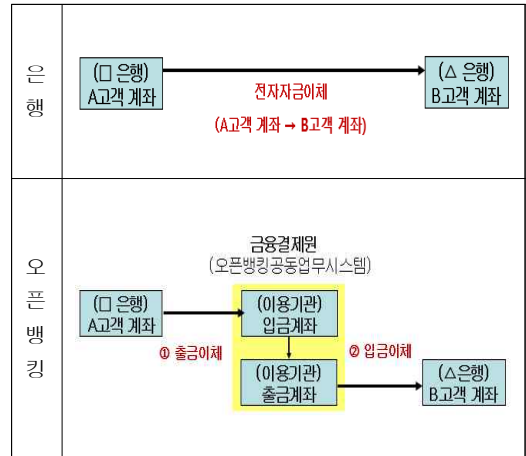 은
행
(□ 은행)
A고객 계좌
(△ 은행)
B고객 계좌
전자자금이체
(A고객 계좌 → B고객 계좌)
오
픈
뱅
킹
금융결제원
(오픈뱅킹공동업무시스템)
(□ 은행)
A고객 계좌
(이용기관)
입금계좌
① 출금이체
② 입금이체
(이용기관)
출금계좌
(△은행)
B고객 계좌